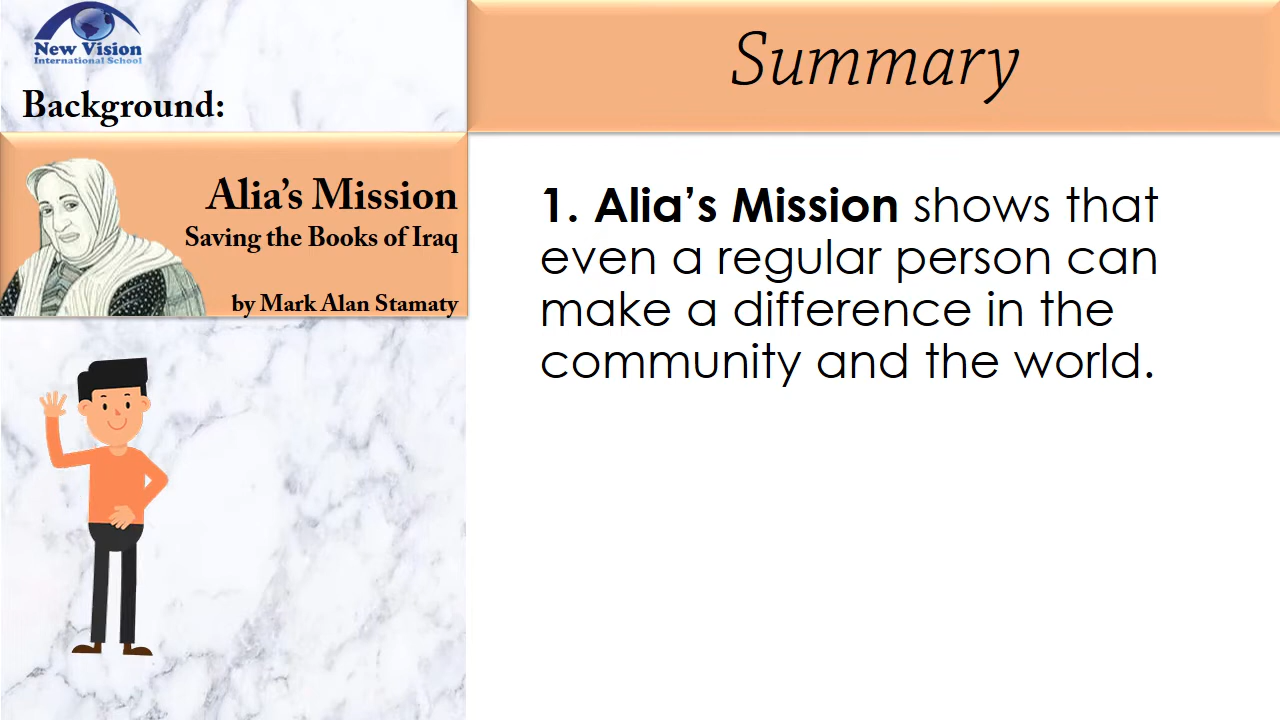 New Vision
International School
Background:
Alia's Mission
Saving the Books of Iraq
by Mark Alan Stamaty
Summary
1. Alia's Mission shows that
even a regular person can
make a difference in the
community and the world.